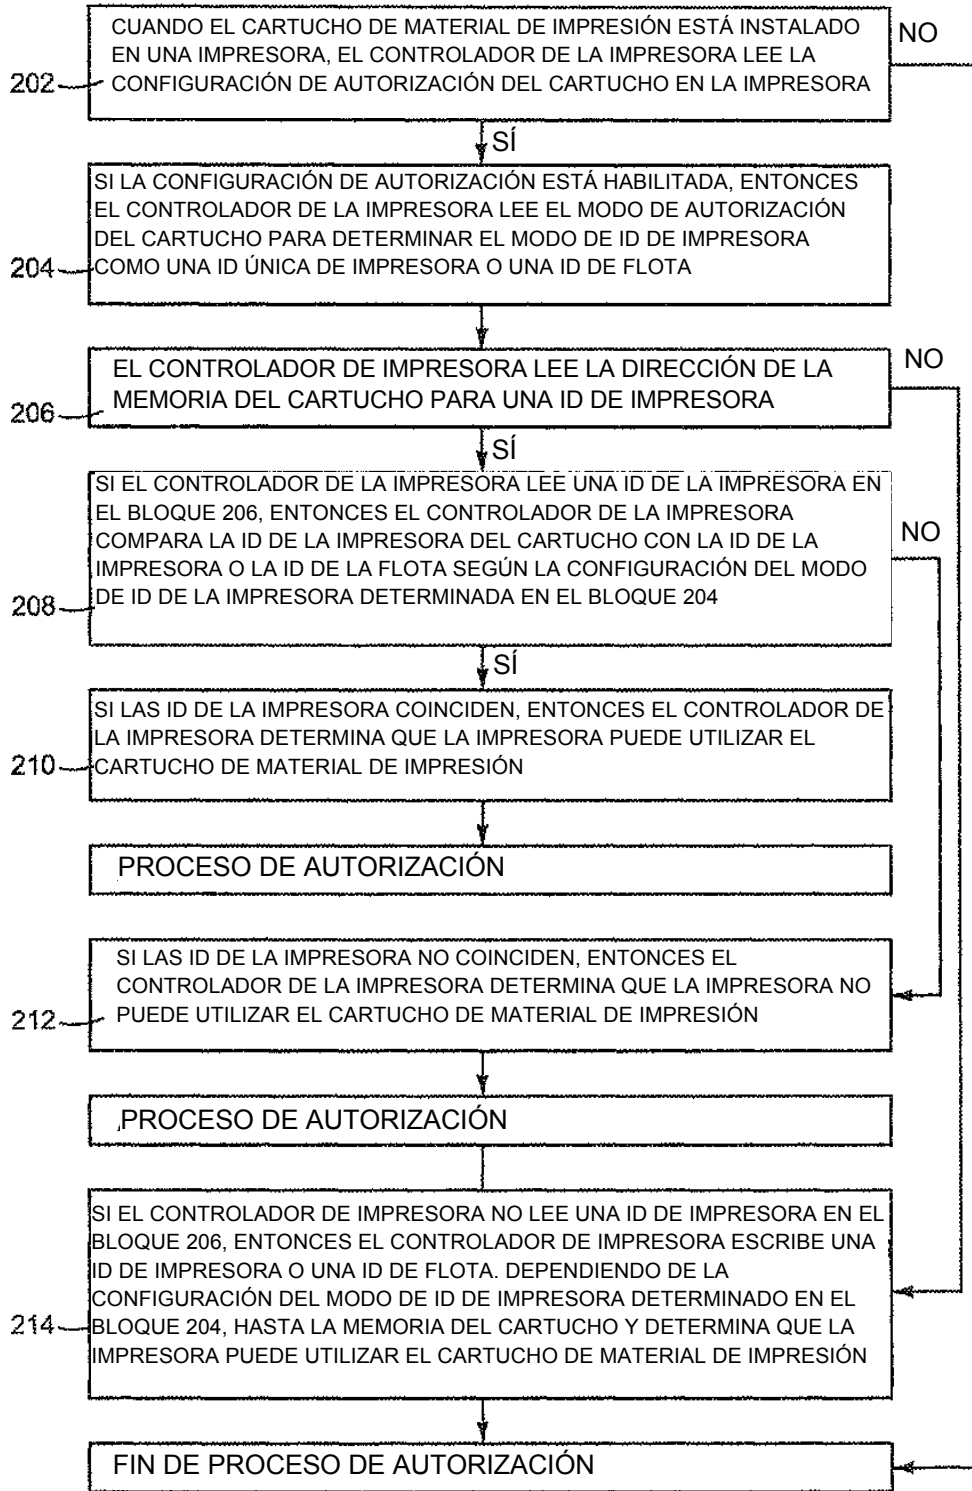 CUANDO EL CARTUCHO DE MATERIAL DE IMPRESIÓN ESTÁ INSTALADO
EN UNA IMPRESORA, EL CONTROLADOR DE LA IMPRESORA LEE LA
CONFIGURACIÓN DE AUTORIZACIÓN DEL CARTUCHO EN LA IMPRESORA
202
NO
SÍ
SI LA CONFIGURACIÓN DE AUTORIZACIÓN ESTÁ HABILITADA, ENTONCES
EL CONTROLADOR DE LA IMPRESORA LEE EL MODO DE AUTORIZACIÓN
DEL CARTUCHO PARA DETERMINAR EL MODO DE ID DE IMPRESORA
COMO UNA ID ÚNICA DE IMPRESORA O UNA ID DE FLOTA
204
EL CONTROLADOR DE IMPRESORA LEE LA DIRECCIÓN DE LA
MEMORIA DEL CARTUCHO PARA UNA ID DE IMPRESORA
206
NO
SÍ
SI EL CONTROLADOR DE LA IMPRESORA LEE UNA ID DE LA IMPRESORA EN
EL BLOQUE 206, ENTONCES EL CONTROLADOR DE LA IMPRESORA
COMPARA LA ID DE LA IMPRESORA DEL CARTUCHO CON LA ID DE LA
IMPRESORA O LA ID DE LA FLOTA SEGÚN LA CONFIGURACIÓN DEL MODO
DE ID DE LA IMPRESORA DETERMINADA EN EL BLOQUE 204
208
NO
SÍ
SI LAS ID DE LA IMPRESORA COINCIDEN, ENTONCES EL CONTROLADOR DE
LA IMPRESORA DETERMINA QUE LA IMPRESORA PUEDE UTILIZAR EL
CARTUCHO DE MATERIAL DE IMPRESIÓN
210
PROCESO DE AUTORIZACIÓN
SI LAS ID DE LA IMPRESORA NO COINCIDEN, ENTONCES EL
CONTROLADOR DE LA IMPRESORA DETERMINA QUE LA IMPRESORA NO
PUEDE UTILIZAR EL CARTUCHO DE MATERIAL DE IMPRESIÓN
212
PROCESO DE AUTORIZACIÓN
SI EL CONTROLADOR DE IMPRESORA NO LEE UNA ID DE IMPRESORA EN EL
BLOQUE 206, ENTONCES EL CONTROLADOR DE IMPRESORA ESCRIBE UNA
ID DE IMPRESORA O UNA ID DE FLOTA. DEPENDIENDO DE LA
CONFIGURACIÓN DEL MODO DE ID DE IMPRESORA DETERMINADO EN EL
BLOQUE 204, HASTA LA MEMORIA DEL CARTUCHO Y DETERMINA QUE LA
IMPRESORA PUEDE UTILIZAR EL CARTUCHO DE MATERIAL DE IMPRESIÓN
214
FIN DE PROCESO DE AUTORIZACIÓN